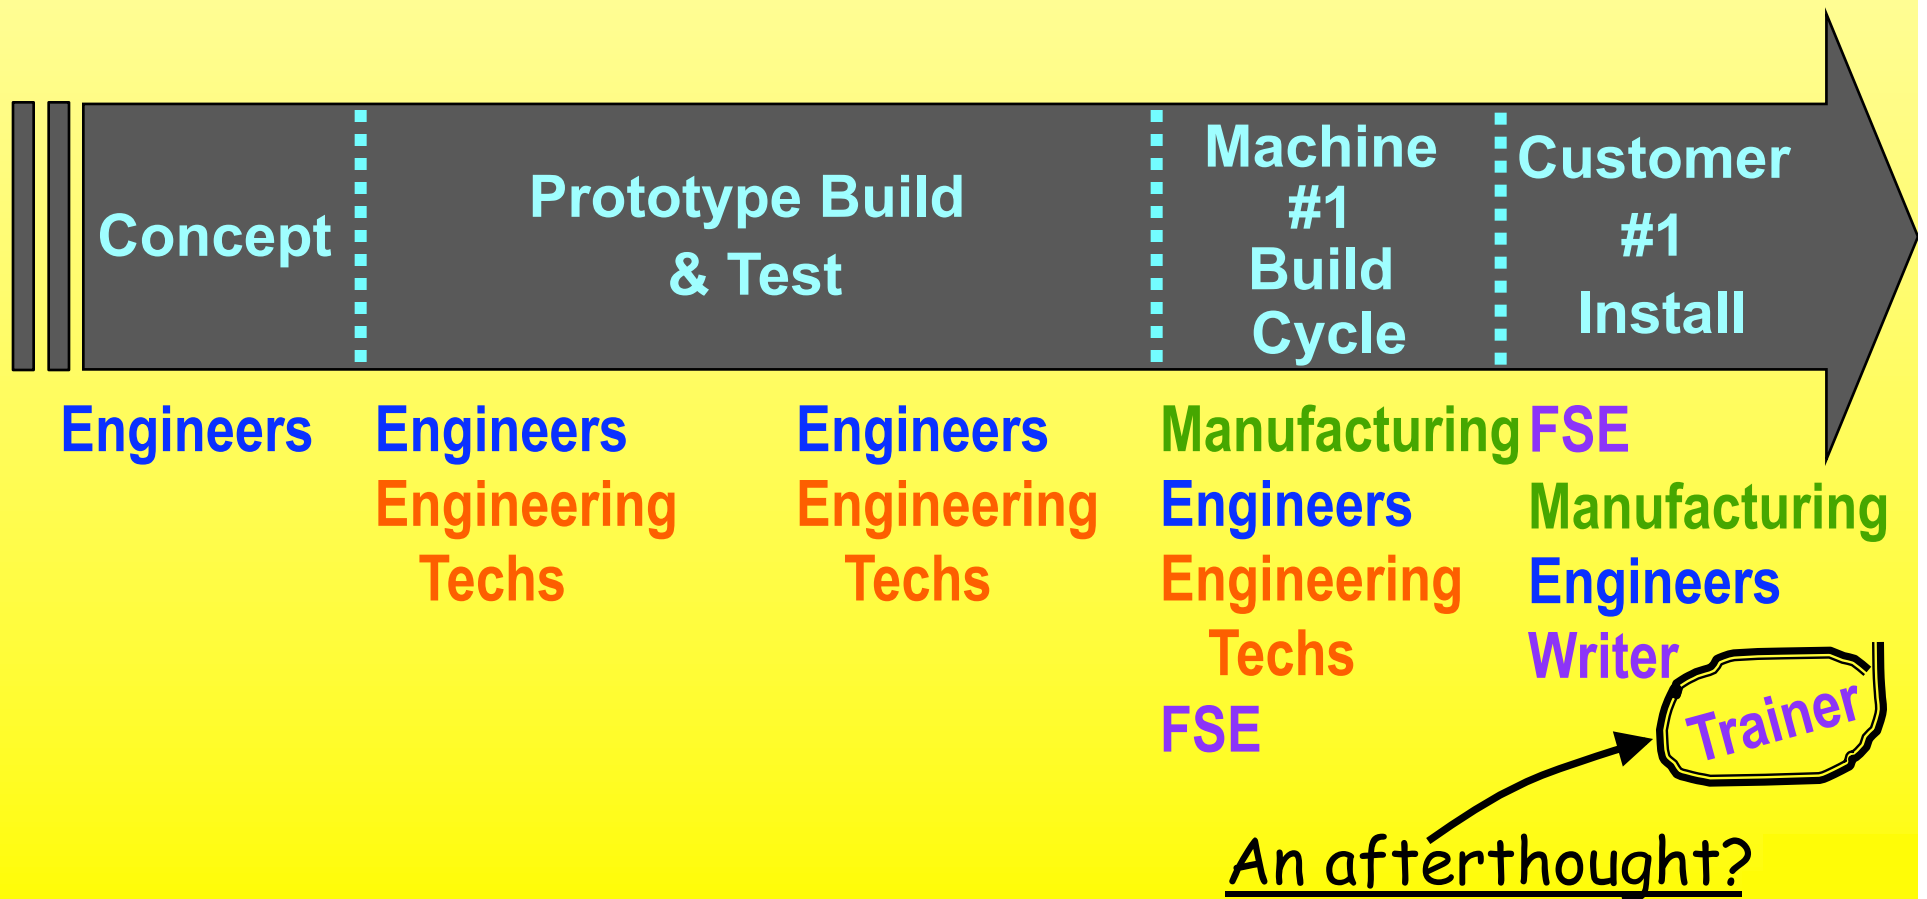 Concept
Prototype Build
& Test
Machine
#1
Build
Cycle
Customer
#1
Install
Engineers
Engineers
Engineering
Techs
Engineers
Engineering
Techs
Manufacturing
Engineers
Engineering
Techs
FSE
FSE
Manufacturing
Engineers
Writer
Trainer
An afterthought?